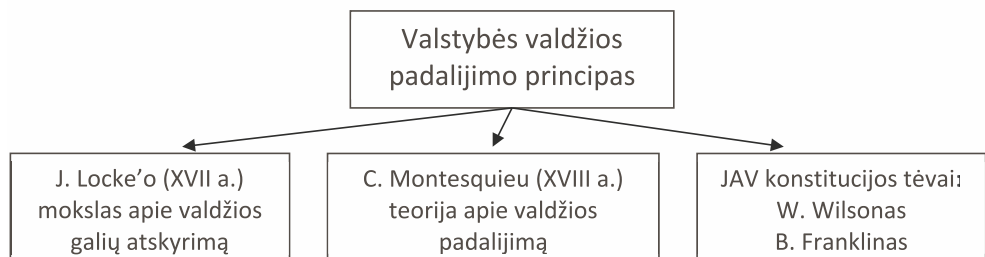 Valstybės valdžios
padalijimo principas
J. Locke’o (XVII a.)
mokslas apie valdžios
galių atskyrimą
C. Montesquieu (XVIII a.)
teorija apie valdžios
padalijimą
JAV konstitucijos tėvai:
W. Wilsonas
B. Franklinas